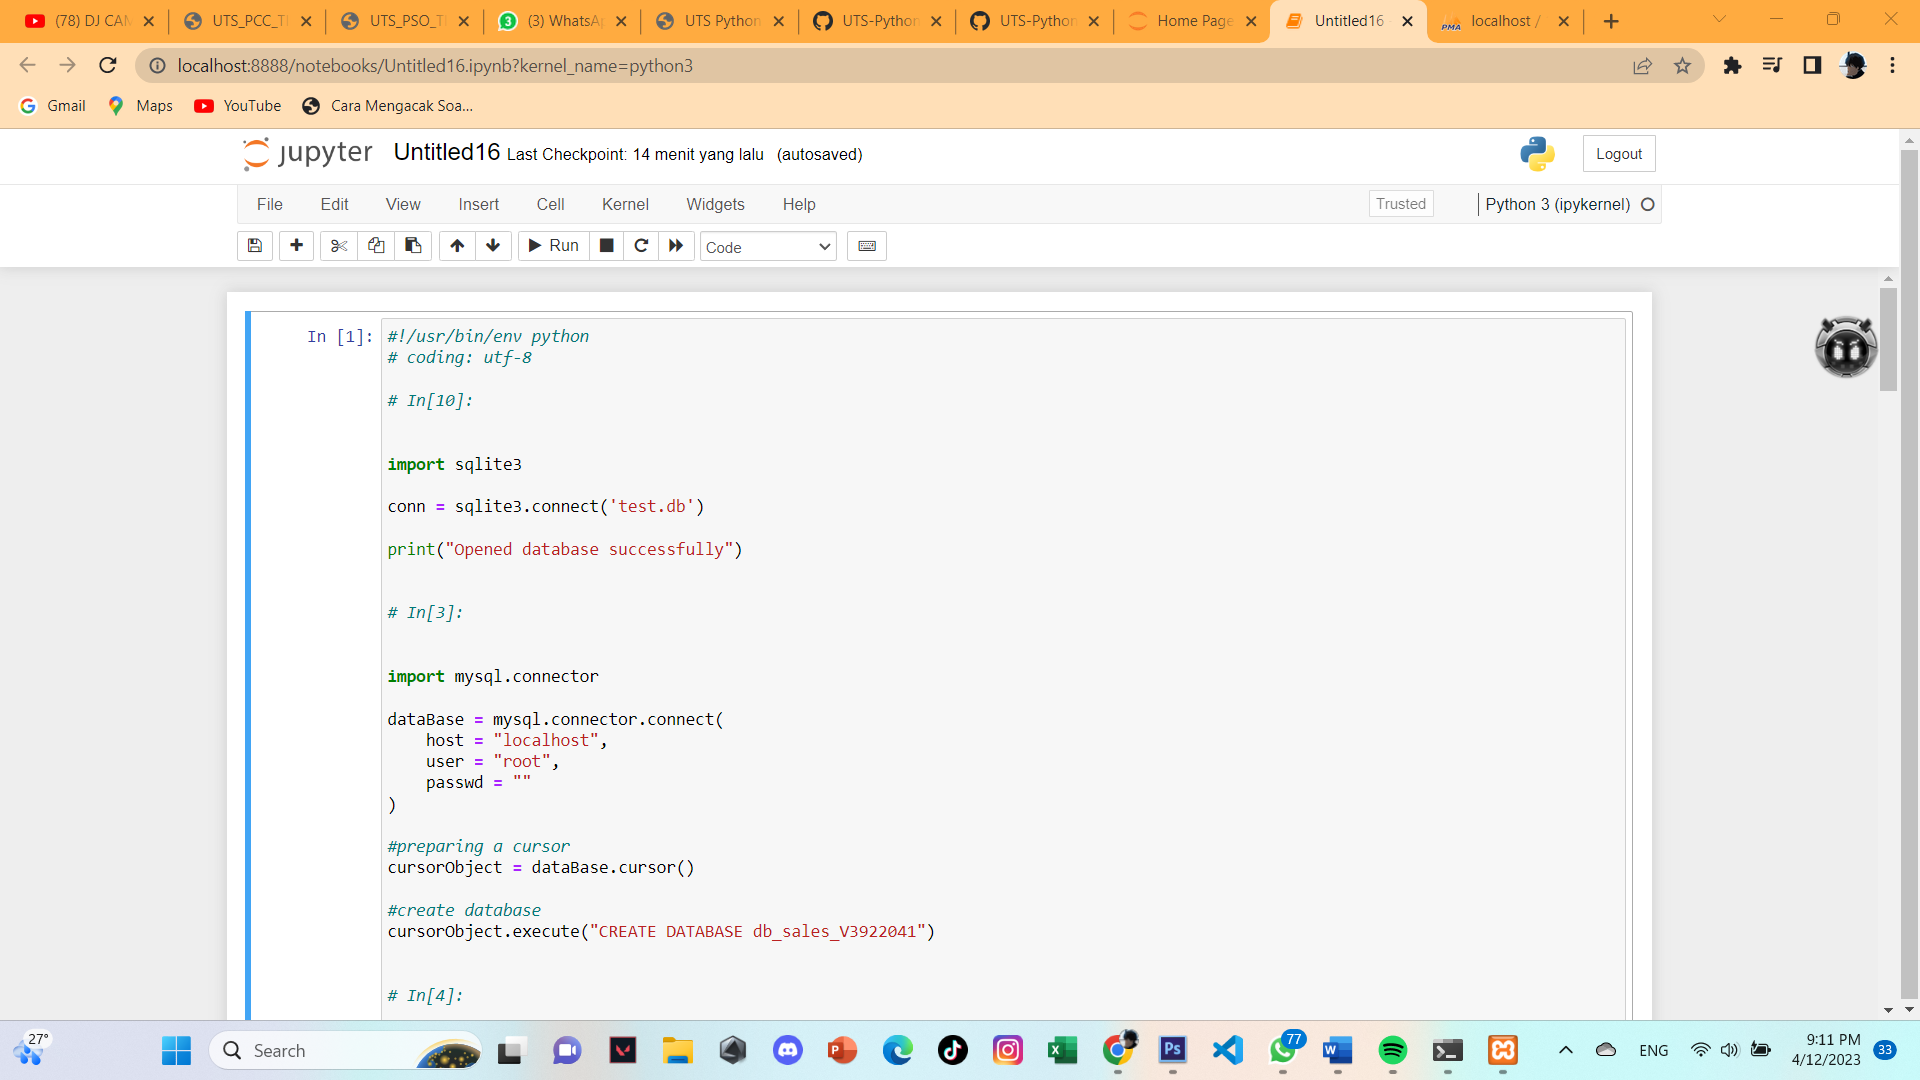 (78) DJ CAM
UTS_PCC_TI
UTS_PSO_TI
(3) WhatsAp
UTS Python
UTS-Python
UTS-Python
Home Page
Untitled16 -
PMA
localhost /
localhost:8888/notebooks/Untitled16.ipynb?kernel_name=python3
Gmail
Maps
YouTube
Cara Mengacak Soa...
jupyter Untitled16 Last Checkpoint: 14 menit yang lalu (autosaved)
Logout
File Edit View Insert Cell Kernel Widgets Help
Trusted
Python 3 (ipykernel)
Run
Code
In [1]:
#!/usr/bin/env python
# coding: utf-8
# In[10]:
import sqlite3
conn = sqlite3.connect('test.db')
print("Opened database successfully")
# In[3]:
import mysql.connector
dataBase = mysql.connector.connect(
host = "localhost",
user = "root",
passwd = ""
)
#preparing a cursor
cursorObject = dataBase.cursor()
#create database
cursorObject.execute("CREATE DATABASE db_sales_V3922041")
# In[4]:
27°
Search
Ps
77
ENG
9:11 PM
4/12/2023
33